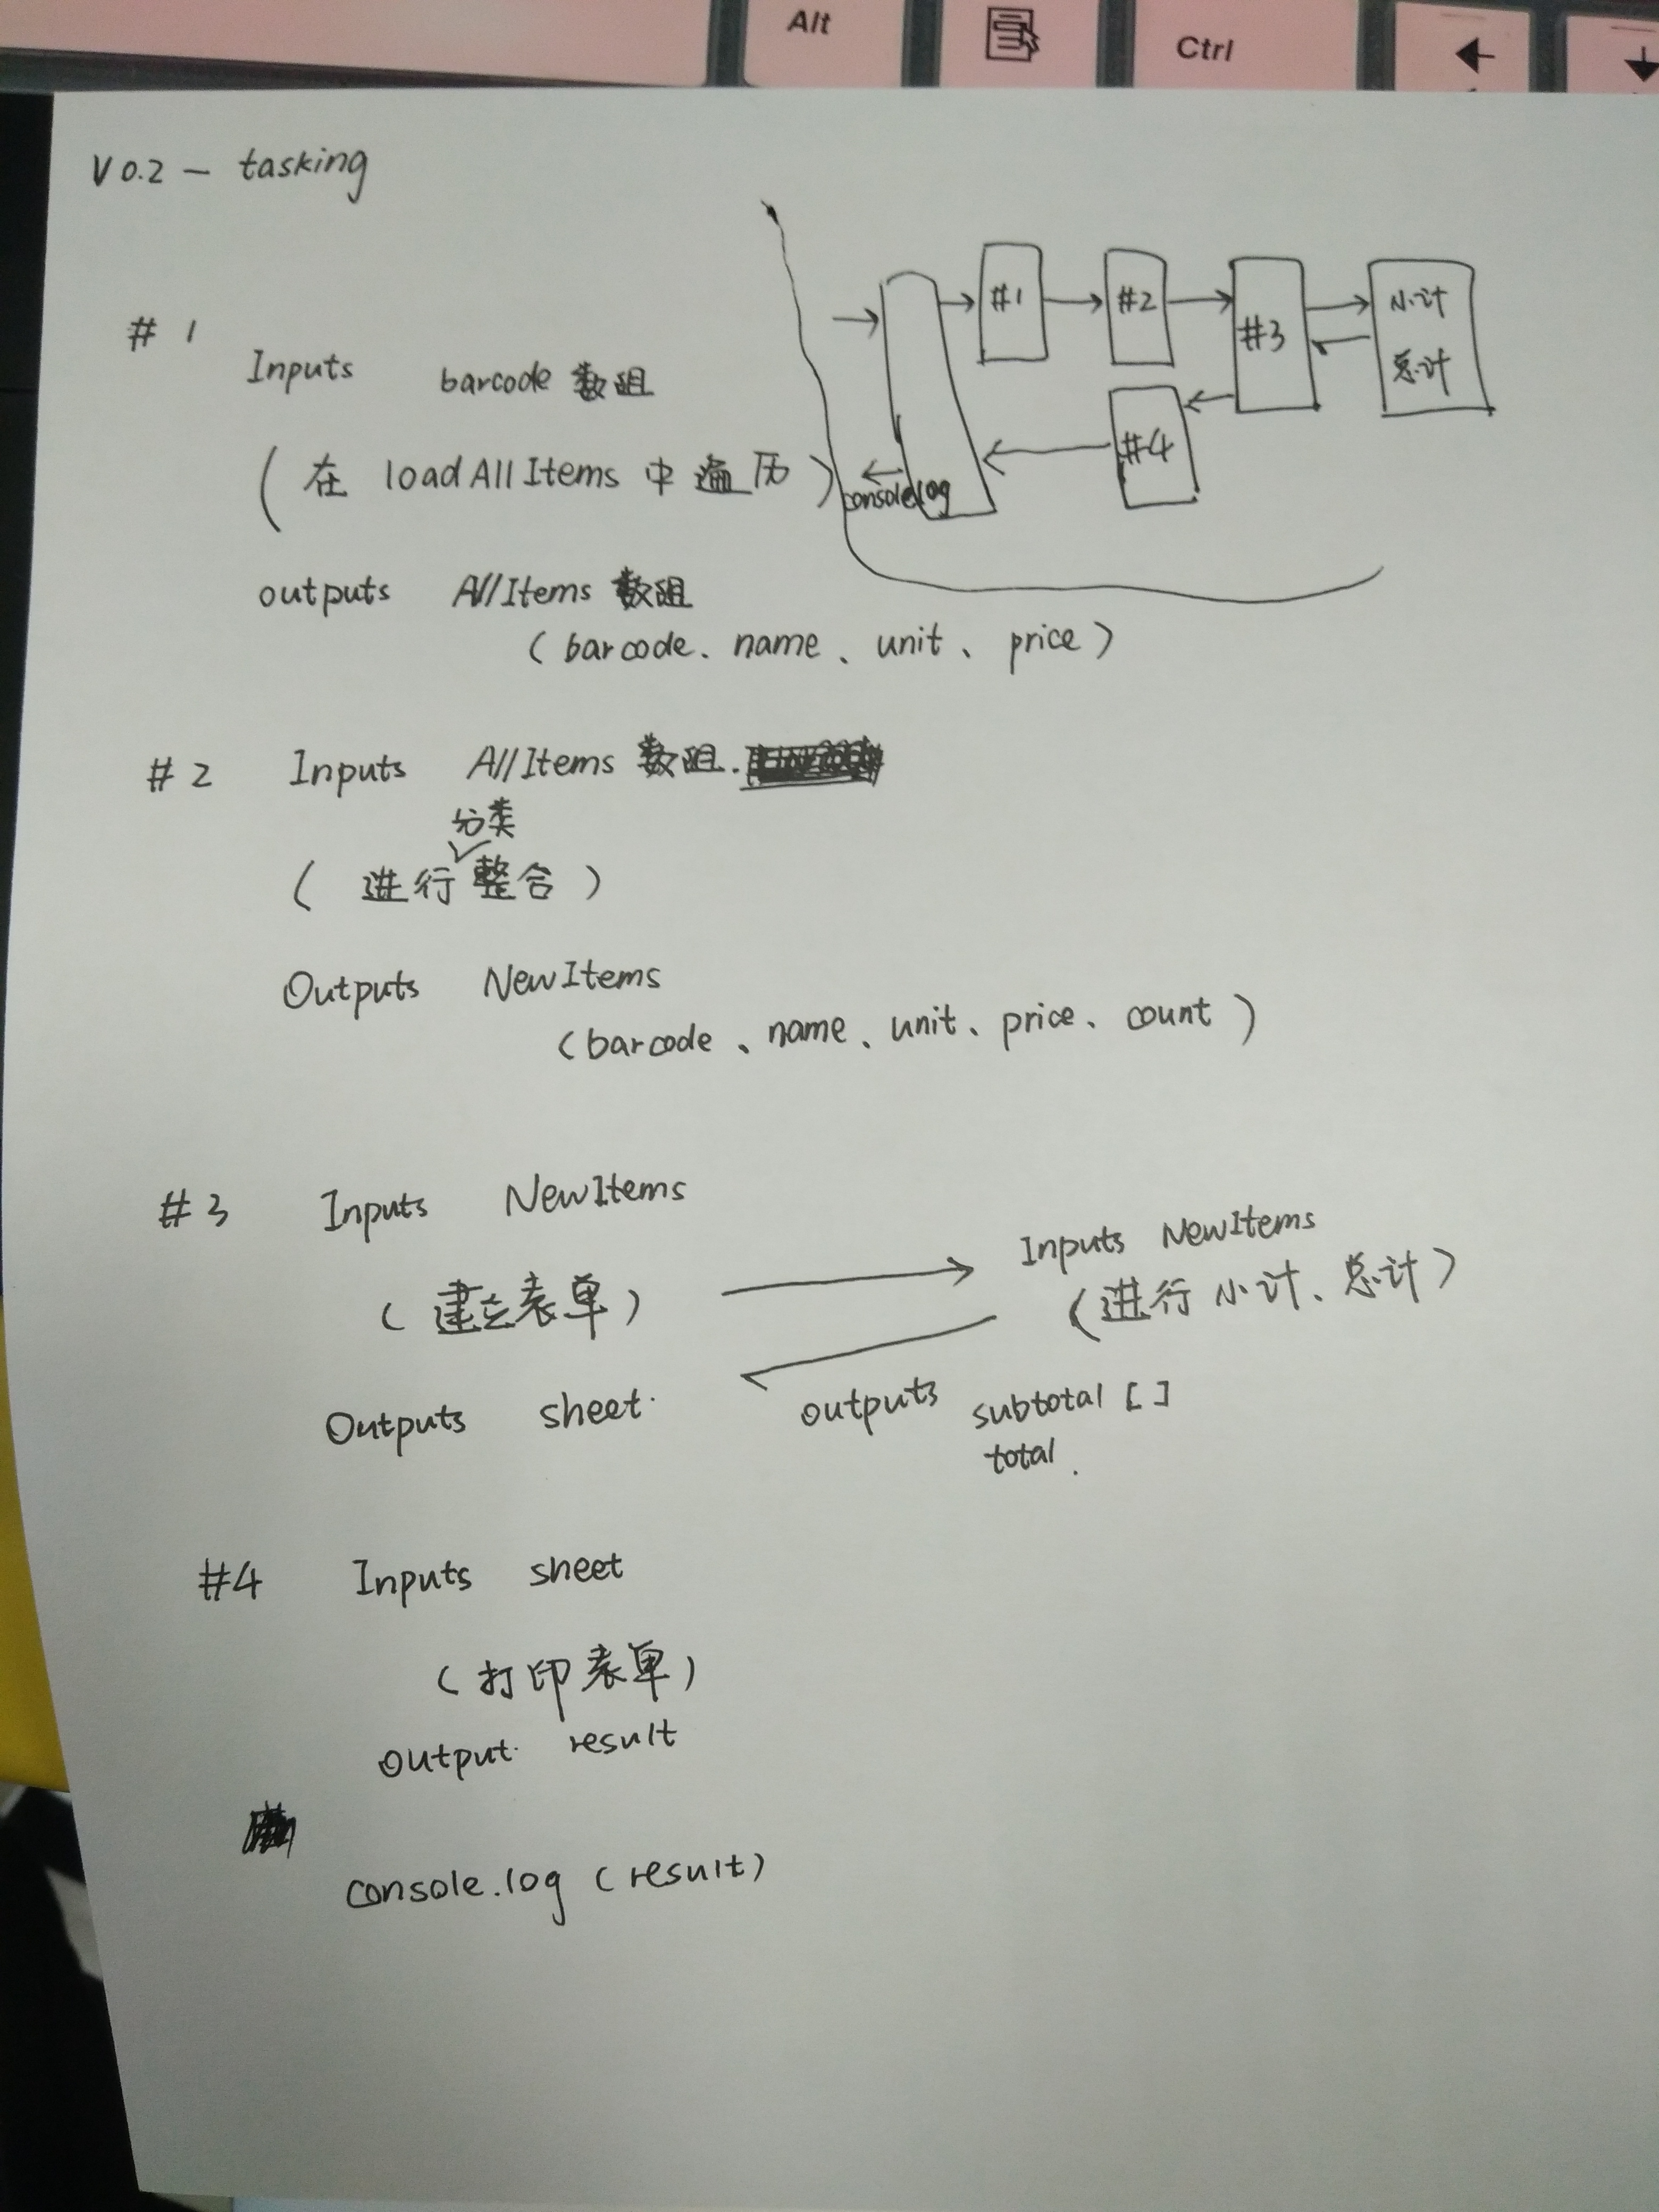 Alt
Ctrl
V 0.2 — tasking
#1 → #2 → #3 → 小计
总计
#4
console.log
# 1
Inputs barcode 数组
( 在 loadAllItems 中遍历 )
outputs AllItems 数组
( barcode、name、unit、price )
# 2 Inputs AllItems 数组.
分类
( 进行整合 )
Outputs NewItems
( barcode、name、unit、price、count )
# 3 Inputs NewItems
( 建立表单 )
Outputs sheet.
Inputs NewItems
( 进行小计、总计 )
outputs subtotal [ ]
total.
#4 Inputs sheet
( 打印表单 )
output. result
console.log ( result )